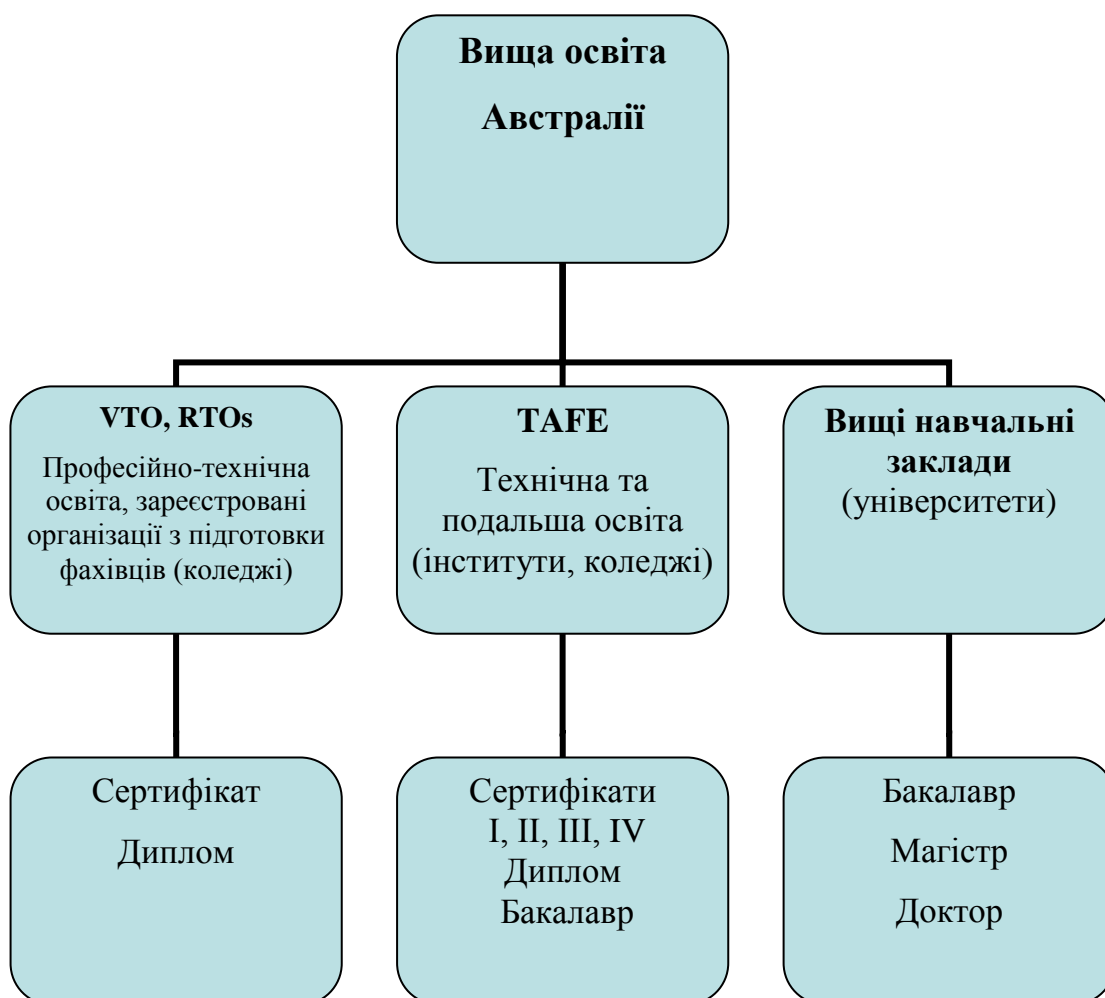 Вища освіта
Австралії
VTO, RTOs
Професійно-технічна
освіта, зареєстровані
організації з підготовки
фахівців (коледжі)
TAFE
Технічна та
подальша освіта
(інститути, коледжі)
Вищі навчальні
заклади
(університети)
Сертифікат
Диплом
Сертифікати
I, II, III, IV
Диплом
Бакалавр
Бакалавр
Магістр
Доктор